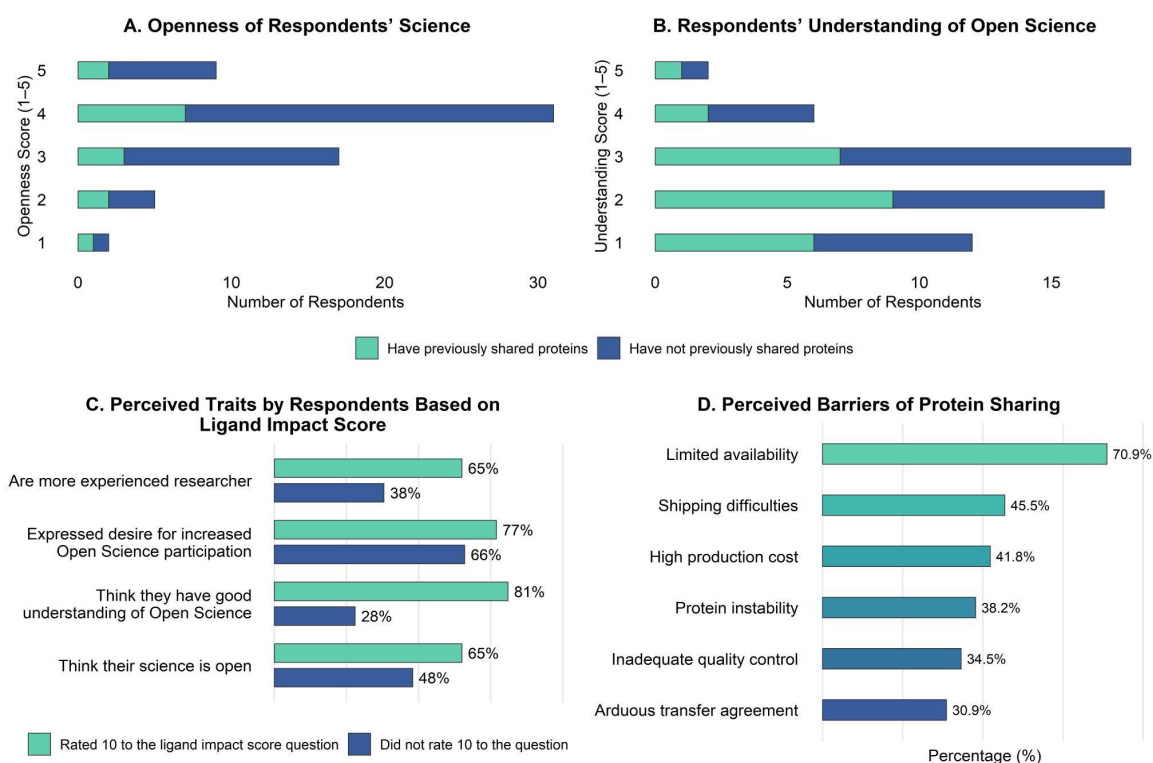 A. Openness of Respondents' Science
Openness Score (1–5)
5
4
3
2
1
0
10
20
30
Number of Respondents
B. Respondents' Understanding of Open Science
Understanding Score (1–5)
5
4
3
2
1
0
5
10
15
Number of Respondents
Have previously shared proteins
Have not previously shared proteins
C. Perceived Traits by Respondents Based on
Ligand Impact Score
Are more experienced researcher
65%
38%
Expressed desire for increased
Open Science participation
77%
66%
Think they have good
understanding of Open Science
81%
28%
Think their science is open
65%
48%
Rated 10 to the ligand impact score question
Did not rate 10 to the question
D. Perceived Barriers of Protein Sharing
Limited availability
70.9%
Shipping difficulties
45.5%
High production cost
41.8%
Protein instability
38.2%
Inadequate quality control
34.5%
Arduous transfer agreement
30.9%
Percentage (%)